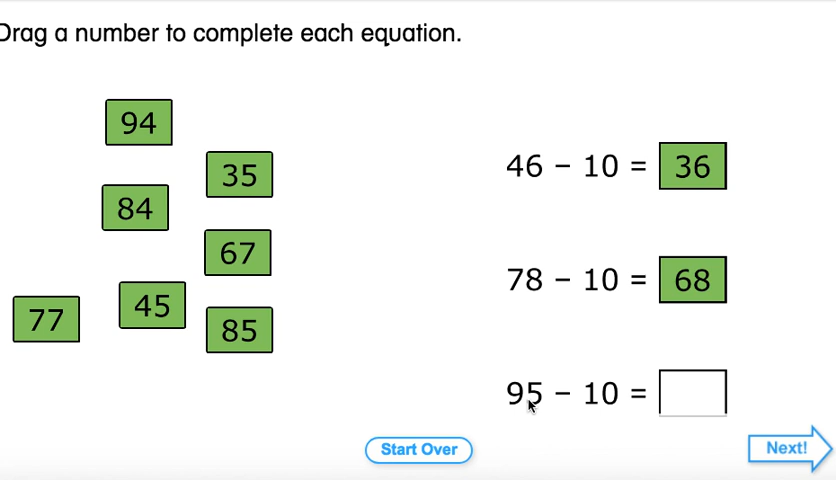 Drag a number to complete each equation.
94
35
84
67
77
45
85
46 − 10 = 36
78 − 10 = 68
95 − 10 =
Start Over
Next!